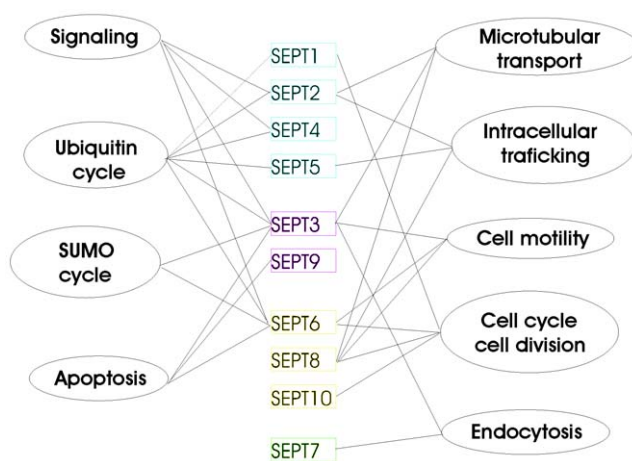 Signaling
Ubiquitin
cycle
SUMO
cycle
Apoptosis
SEPT1
SEPT2
SEPT4
SEPT5
SEPT3
SEPT9
SEPT6
SEPT8
SEPT10
SEPT7
Microtubular
transport
Intracellular
traficking
Cell motility
Cell cycle
cell division
Endocytosis